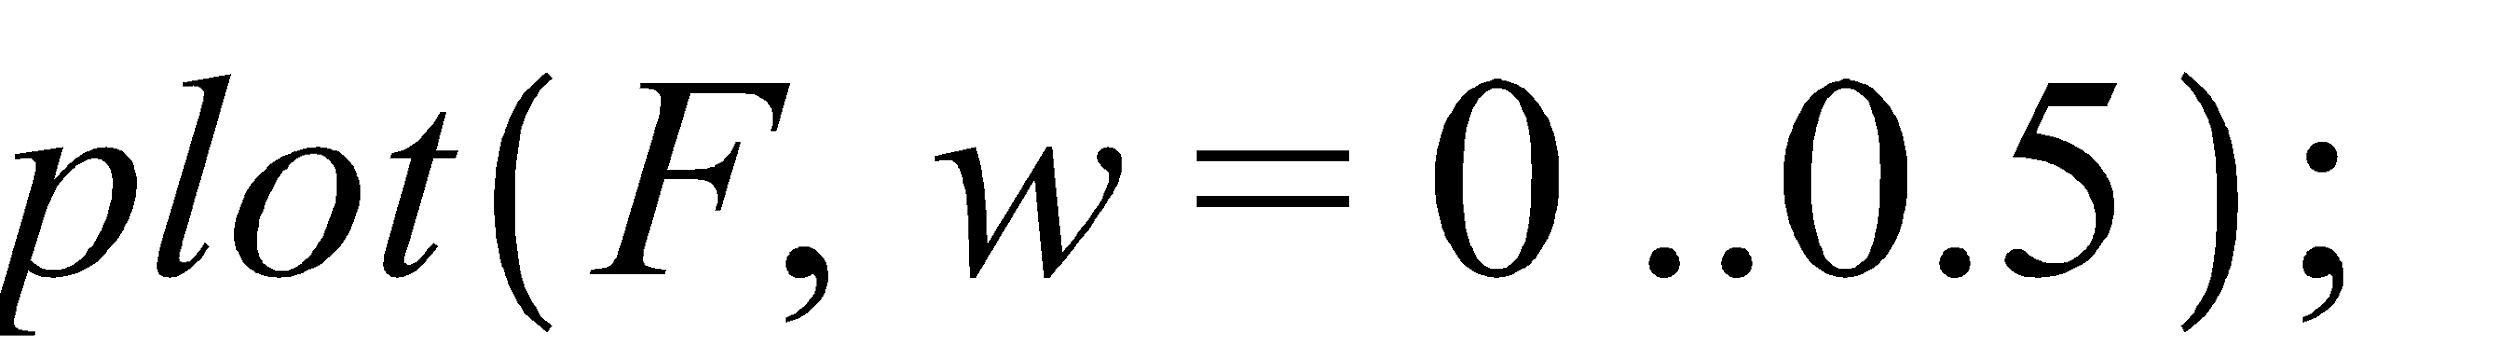 plot(F, w = 0 ..0.5);